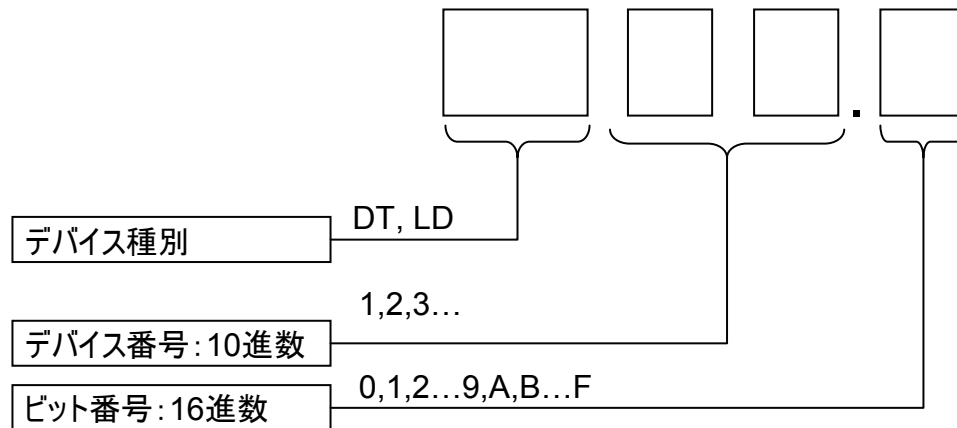 .
DT, LD
デバイス種別
1,2,3…
デバイス番号:10進数
0,1,2…9,A,B…F
ビット番号:16進数